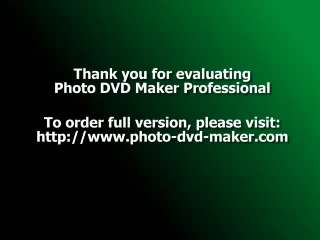 Thank you for evaluating
Photo DVD Maker Professional
To order full version, please visit:
http://www.photo-dvd-maker.com